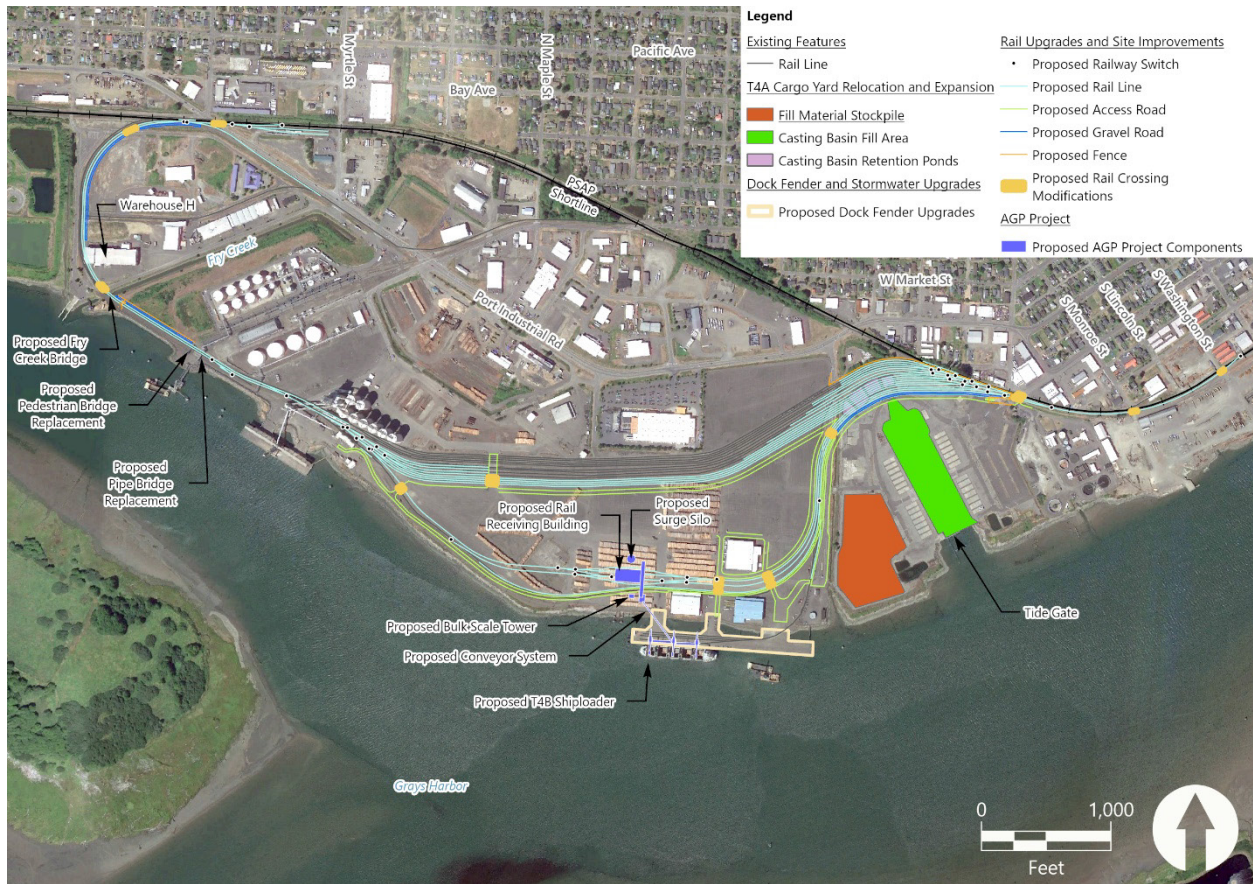 Legend
Existing Features
Rail Line
T4A Cargo Yard Relocation and Expansion
Fill Material Stockpile
Casting Basin Fill Area
Casting Basin Retention Ponds
Dock Fender and Stormwater Upgrades
Proposed Dock Fender Upgrades
Rail Upgrades and Site Improvements
Proposed Railway Switch
Proposed Rail Line
Proposed Access Road
Proposed Gravel Road
Proposed Fence
Proposed Rail Crossing
Modifications
AGP Project
Proposed AGP Project Components
Myrtle St
N Maple St
Pacific Ave
Bay Ave
PSAP
Shortline
Warehouse H
Fry Creek
W Market St
S Monroe St
S Lincoln St
S Washington St
Port Industrial Rd
Proposed Fry
Creek Bridge
Proposed
Pedestrian Bridge
Replacement
Proposed
Pipe Bridge
Replacement
Proposed Rail
Receiving Building
Proposed
Surge Silo
Proposed Bulk Scale Tower
Proposed Conveyor System
Proposed T4B Shiploader
Tide Gate
Grays Harbor
0 1,000
Feet